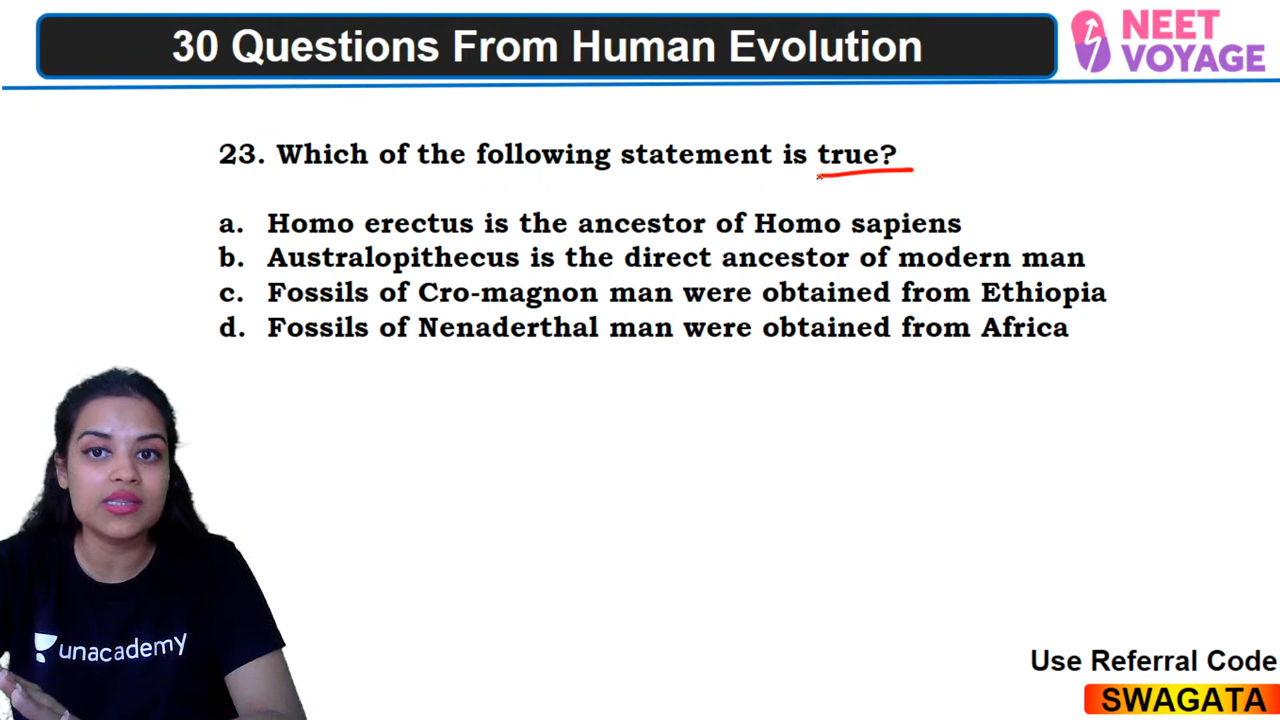 30 Questions From Human Evolution
NEET
VOYAGE
23. Which of the following statement is true?
a. Homo erectus is the ancestor of Homo sapiens
b. Australopithecus is the direct ancestor of modern man
c. Fossils of Cro-magnon man were obtained from Ethiopia
d. Fossils of Nenaderthal man were obtained from Africa
unacademy
Use Referral Code
SWAGATA